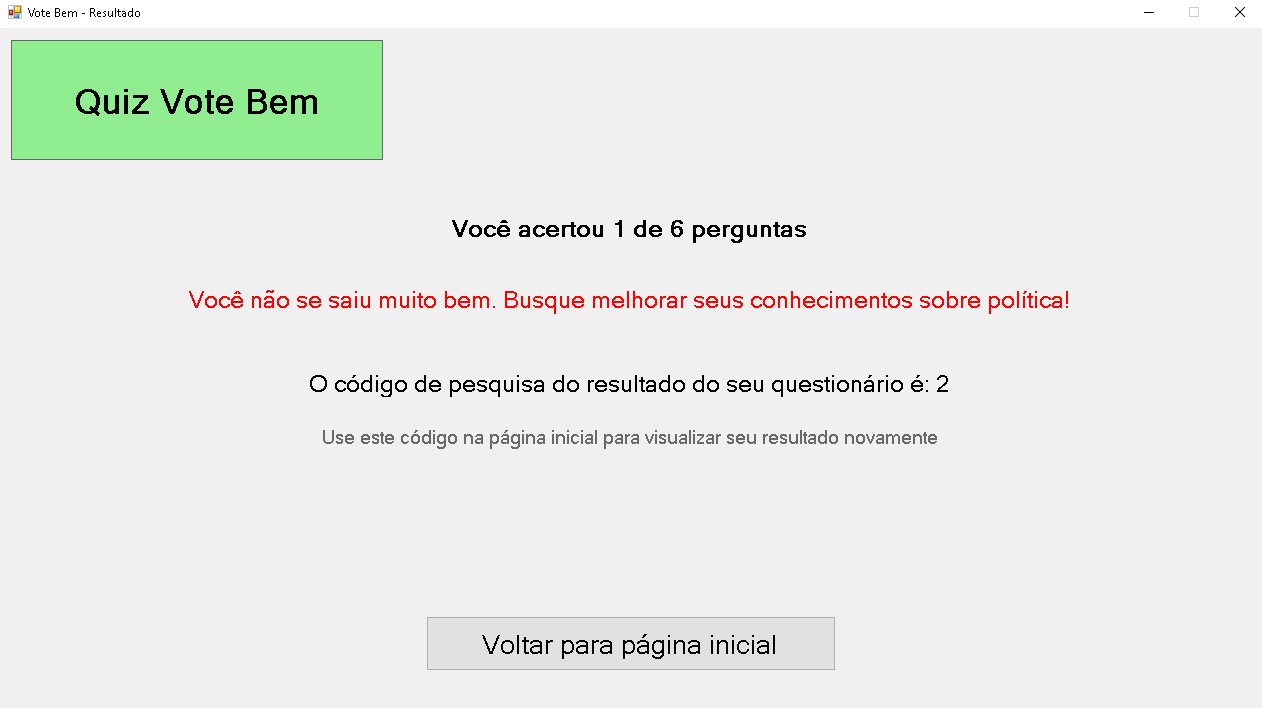 Vote Bem - Resultado
Quiz Vote Bem
Você acertou 1 de 6 perguntas
Você não se saiu muito bem. Busque melhorar seus conhecimentos sobre política!
O código de pesquisa do resultado do seu questionário é: 2
Use este código na página inicial para visualizar seu resultado novamente
Voltar para página inicial